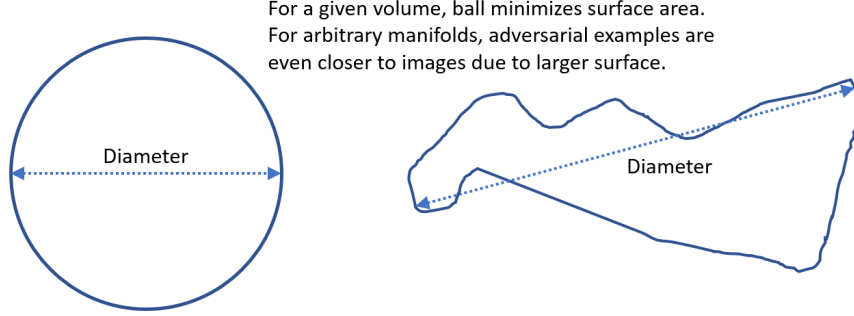 For a given volume, ball minimizes surface area.
For arbitrary manifolds, adversarial examples are
even closer to images due to larger surface.
Diameter
Diameter